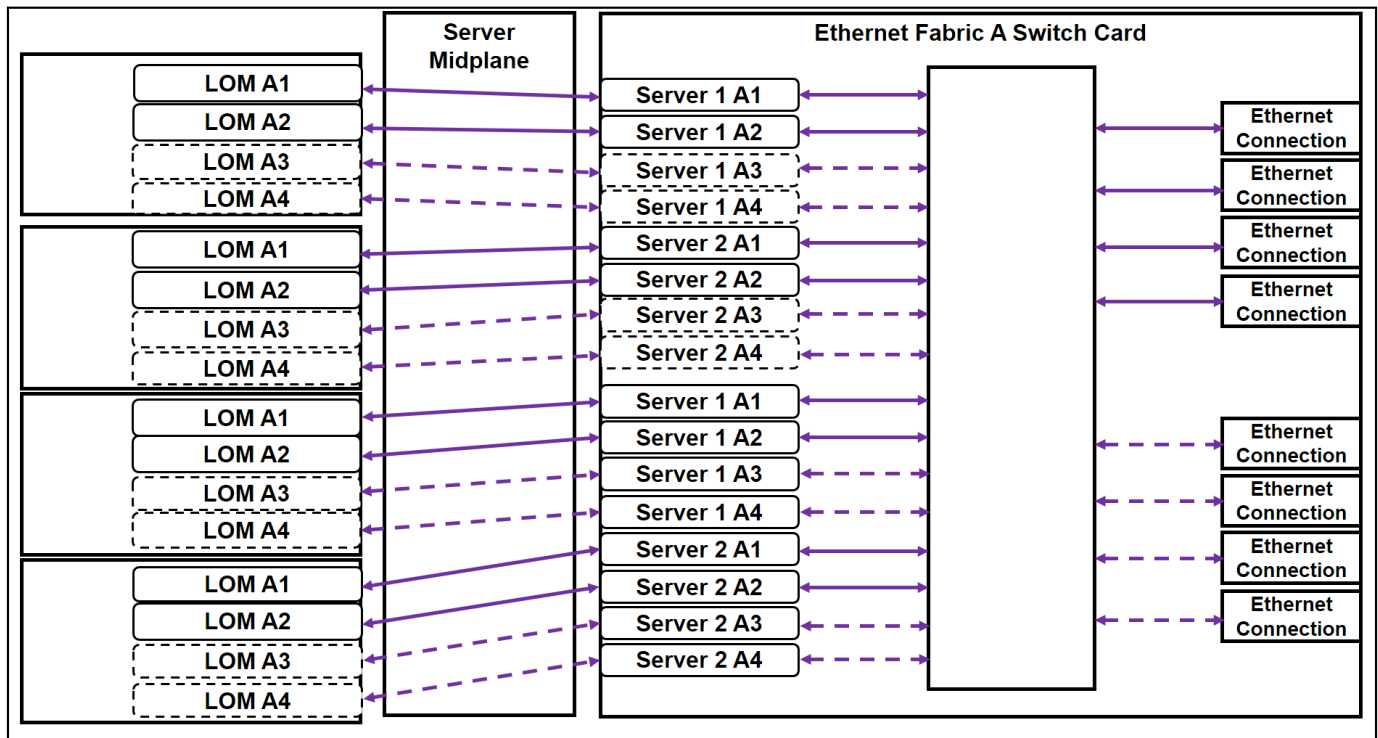 Server
Midplane
Ethernet Fabric A Switch Card
LOM A1
LOM A2
LOM A3
LOM A4
LOM A1
LOM A2
LOM A3
LOM A4
LOM A1
LOM A2
LOM A3
LOM A4
LOM A1
LOM A2
LOM A3
LOM A4
Server 1 A1
Server 1 A2
Server 1 A3
Server 1 A4
Server 2 A1
Server 2 A2
Server 2 A3
Server 2 A4
Server 1 A1
Server 1 A2
Server 1 A3
Server 1 A4
Server 2 A1
Server 2 A2
Server 2 A3
Server 2 A4
Ethernet
Connection
Ethernet
Connection
Ethernet
Connection
Ethernet
Connection
Ethernet
Connection
Ethernet
Connection
Ethernet
Connection
Ethernet
Connection